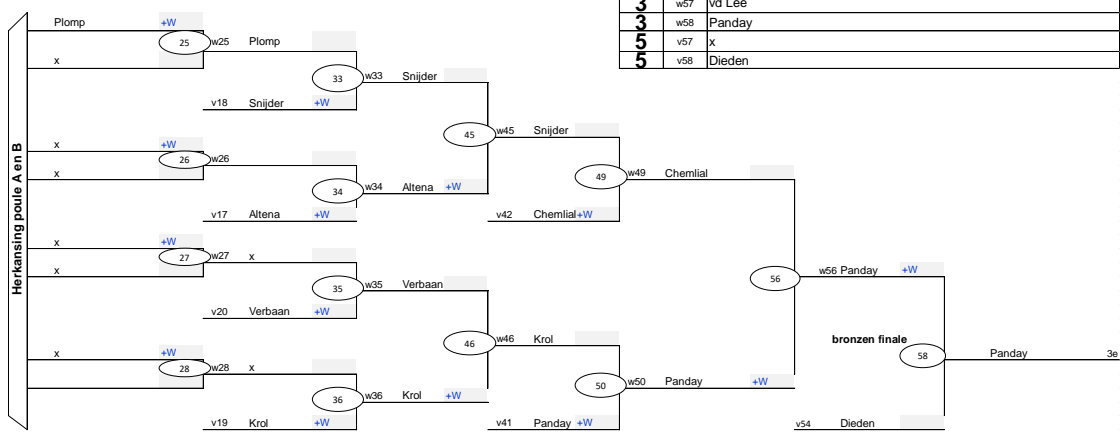 3 w57 vd Lee
3 w58 Panday
5 v57 x
5 v58 Dieden
Herkansing poule A en B
Plomp +W
25 w25 Plomp
x
33 w33 Snijder
v18 Snijder +W
45 w45 Snijder
x +W
26 w26
x
34 w34 Altena +W
49 w49 Chemlial
v17 Altena +W
v42 Chemlial +W
x +W
27 w27 x
x
56 w56 Panday +W
35 w35 Verbaan
v20 Verbaan +W
46 w46 Krol
bronzen finale
58 Panday 3e
x +W
28 w28 x
50 w50 Panday +W
36 w36 Krol +W
v19 Krol +W
v41 Panday +W
v54 Dieden